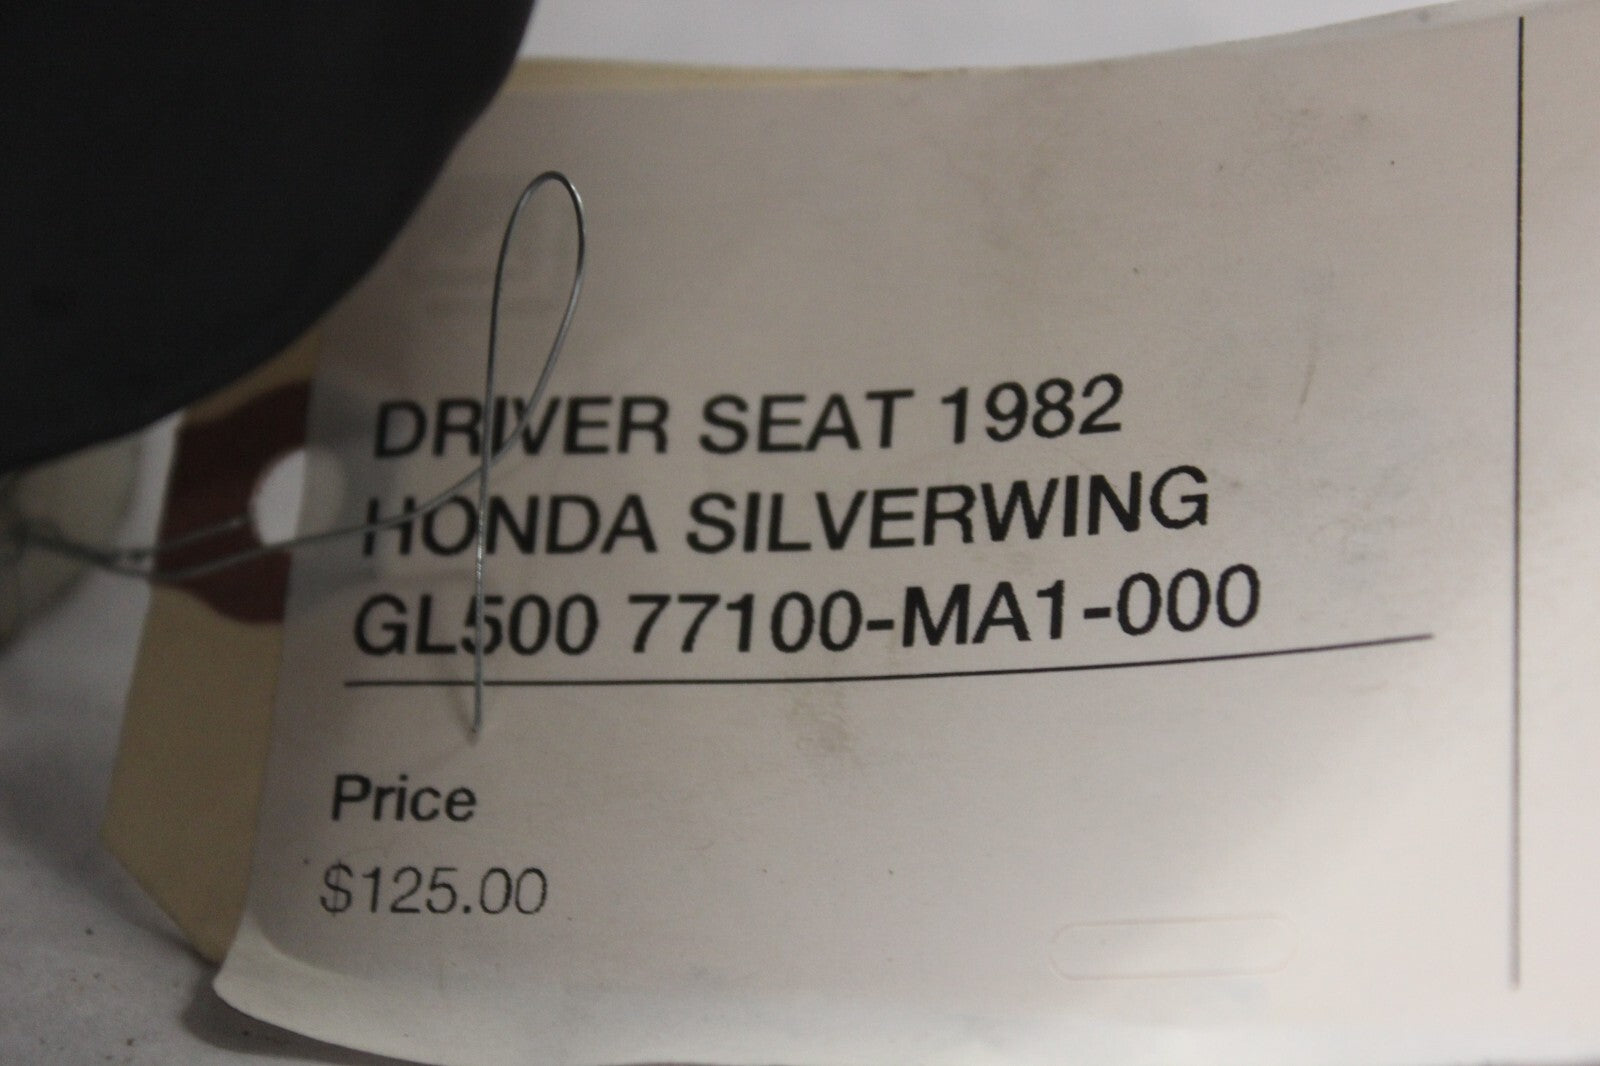 DRIVER SEAT 1982
HONDA SILVERWING
GL500 77100-MA1-000
Price
$125.00